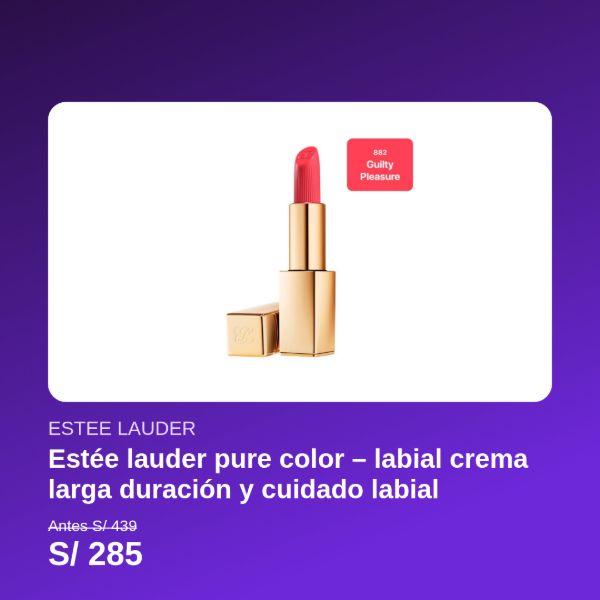 882
Guilty
Pleasure
ESTEE LAUDER
Estée lauder pure color – labial crema
larga duración y cuidado labial
Antes S/ 439
S/ 285